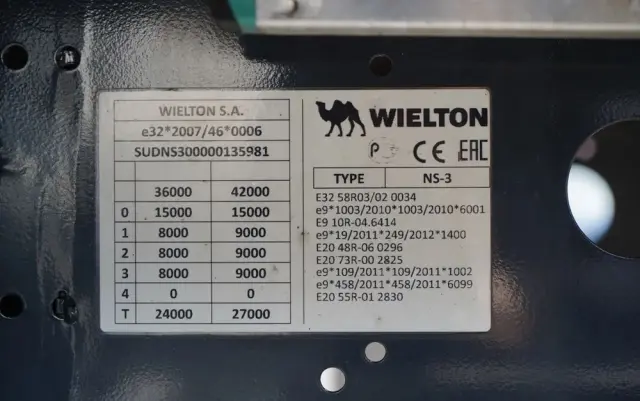 WIELTON S.A.
e32*2007/46*0006
SUDNS300000135981
36000 42000
0 15000 15000
1 8000 9000
2 8000 9000
3 8000 9000
4 0 0
T 24000 27000
WIELTON
P CE EAC
TYPE NS-3
E32 58R03/02 0034
e9*1003/2010*1003/2010*6001
E9 10R-04.6414
e9*19/2011*249/2012*1400
E20 48R-06 0296
E20 73R-00 2825
e9*109/2011*109/2011*1002
e9*458/2011*458/2011*6099
E20 55R-01 2830